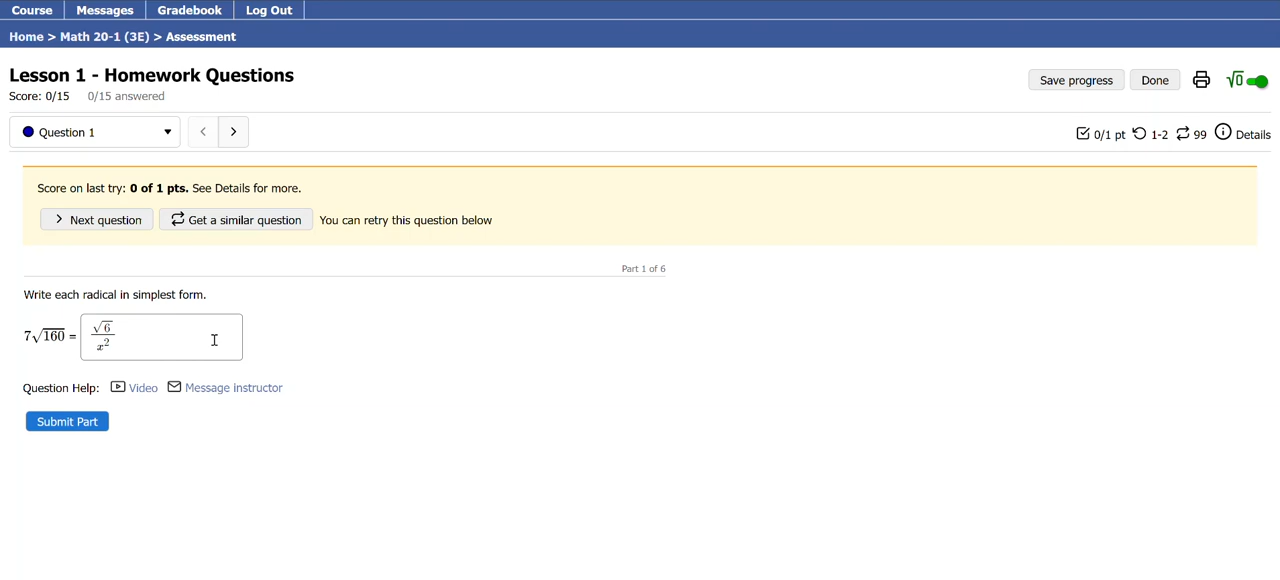 Course Messages Gradebook Log Out
Home > Math 20-1 (3E) > Assessment
Lesson 1 - Homework Questions
Score: 0/15 0/15 answered
Save progress Done √0
Question 1 ▼ < >
0/1 pt 1-2 99 Details
Score on last try: 0 of 1 pts. See Details for more.
> Next question Get a similar question You can retry this question below
Part 1 of 6
Write each radical in simplest form.
7√160 = √6/x²
Question Help: Video Message instructor
Submit Part